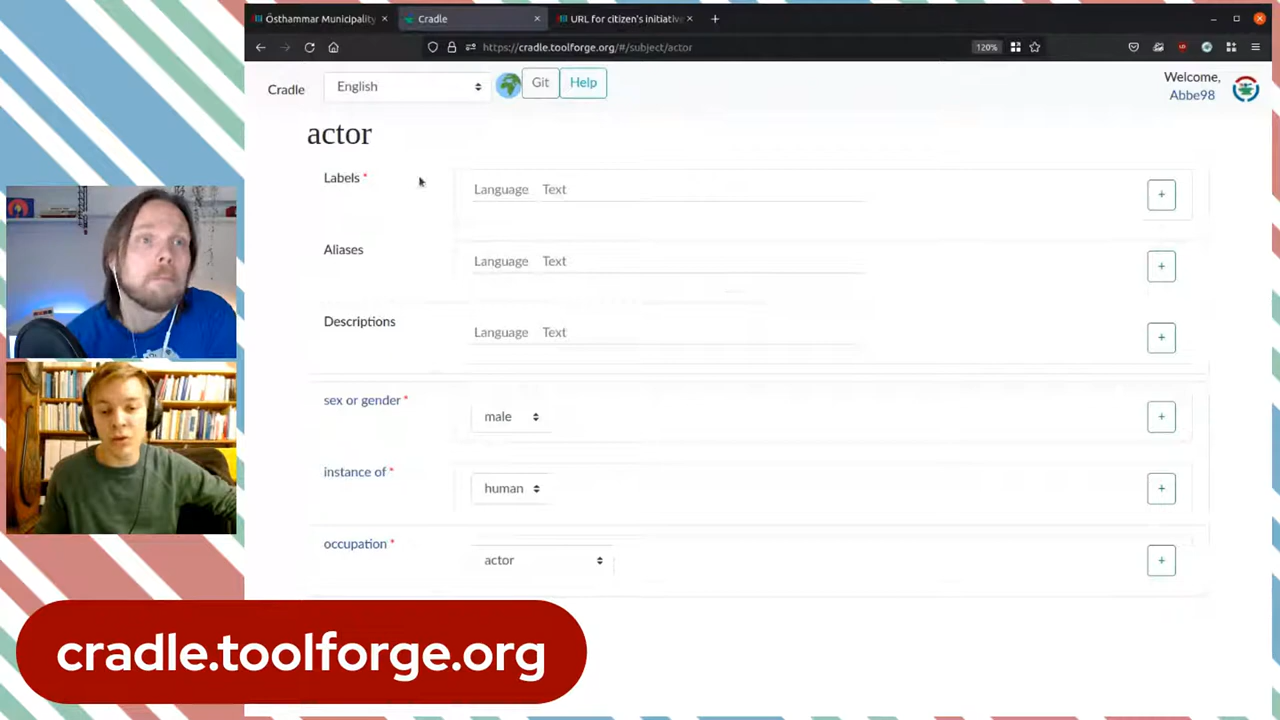 Östhammar Municipality
Cradle
URL for citizen's initiative
https://cradle.toolforge.org/#/subject/actor
120%
Cradle
English
Git
Help
Welcome,
Abbe98
actor
Labels *
Language Text
+
Aliases
Language Text
+
Descriptions
Language Text
+
sex or gender *
male
+
instance of *
human
+
occupation *
actor
+
cradle.toolforge.org